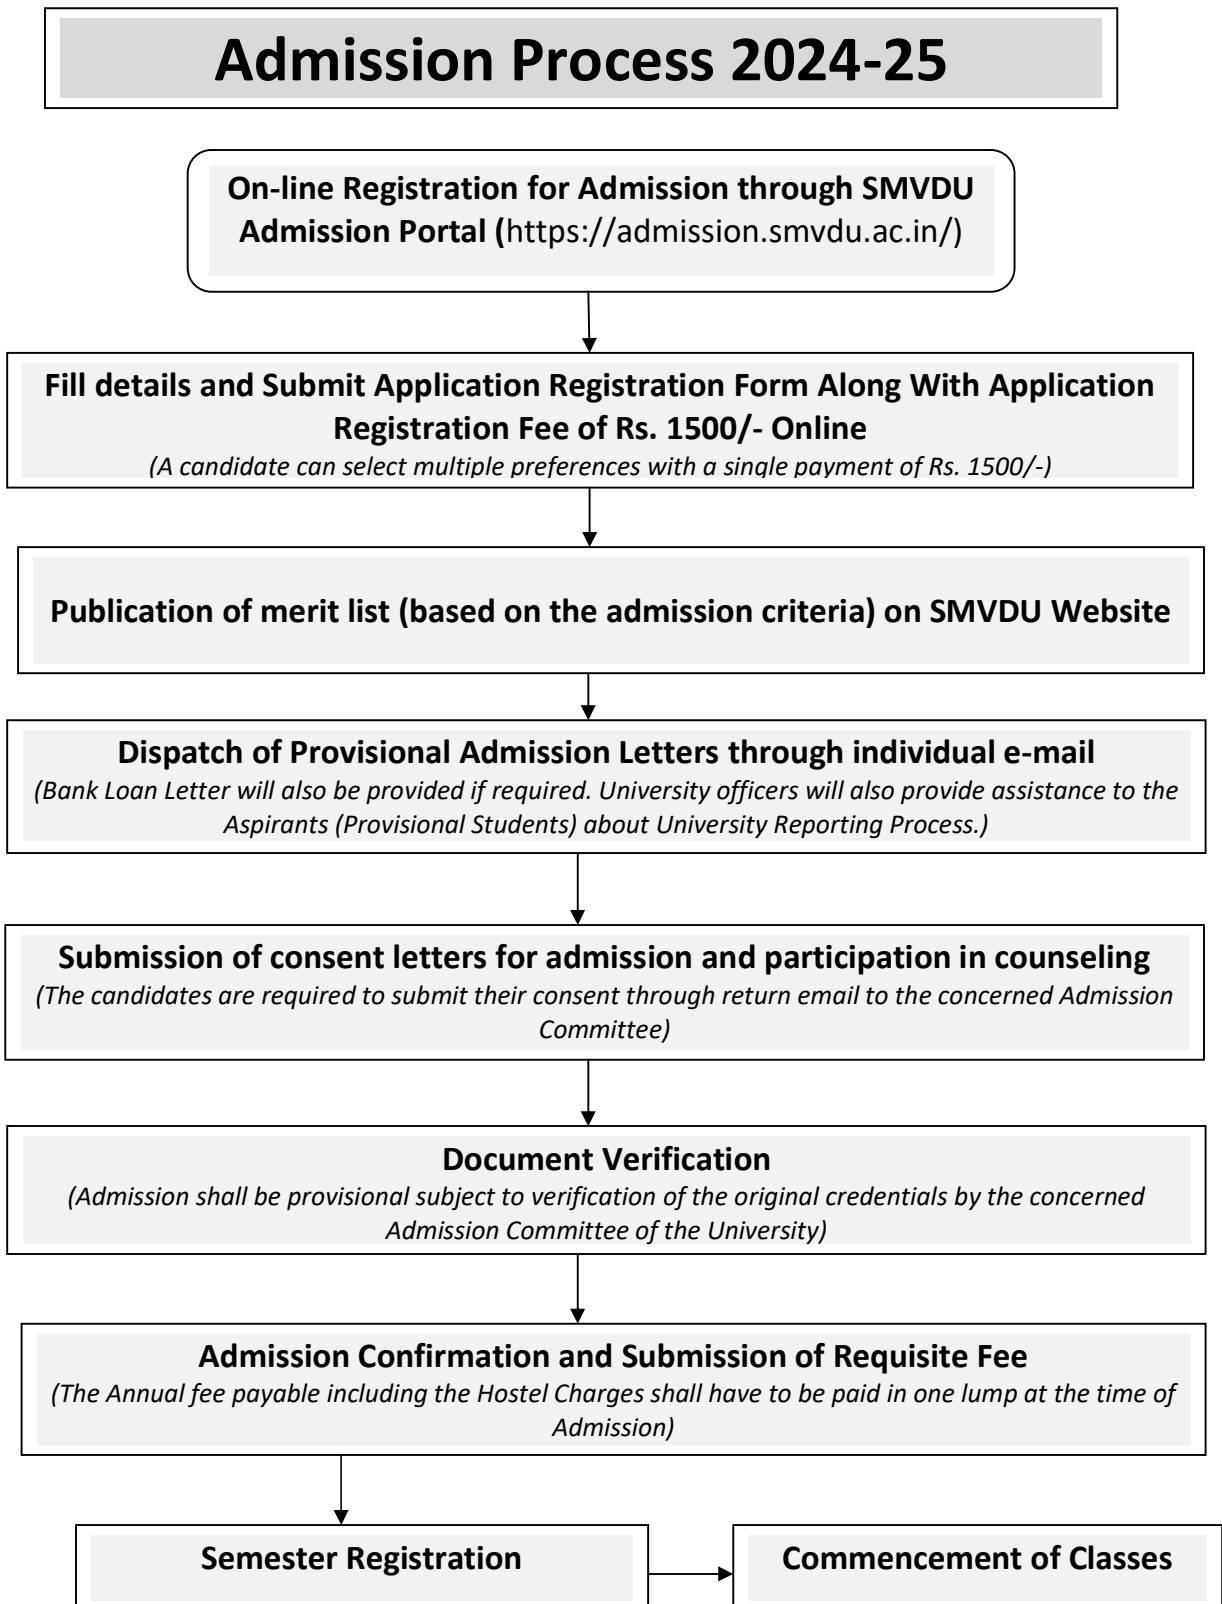 Admission Process 2024-25
On-line Registration for Admission through SMVDU
Admission Portal (https://admission.smvdu.ac.in/)
Fill details and Submit Application Registration Form Along With Application
Registration Fee of Rs. 1500/- Online
(A candidate can select multiple preferences with a single payment of Rs. 1500/-)
Publication of merit list (based on the admission criteria) on SMVDU Website
Dispatch of Provisional Admission Letters through individual e-mail
(Bank Loan Letter will also be provided if required. University officers will also provide assistance to the
Aspirants (Provisional Students) about University Reporting Process.)
Submission of consent letters for admission and participation in counseling
(The candidates are required to submit their consent through return email to the concerned Admission
Committee)
Document Verification
(Admission shall be provisional subject to verification of the original credentials by the concerned
Admission Committee of the University)
Admission Confirmation and Submission of Requisite Fee
(The Annual fee payable including the Hostel Charges shall have to be paid in one lump at the time of
Admission)
Semester Registration
Commencement of Classes